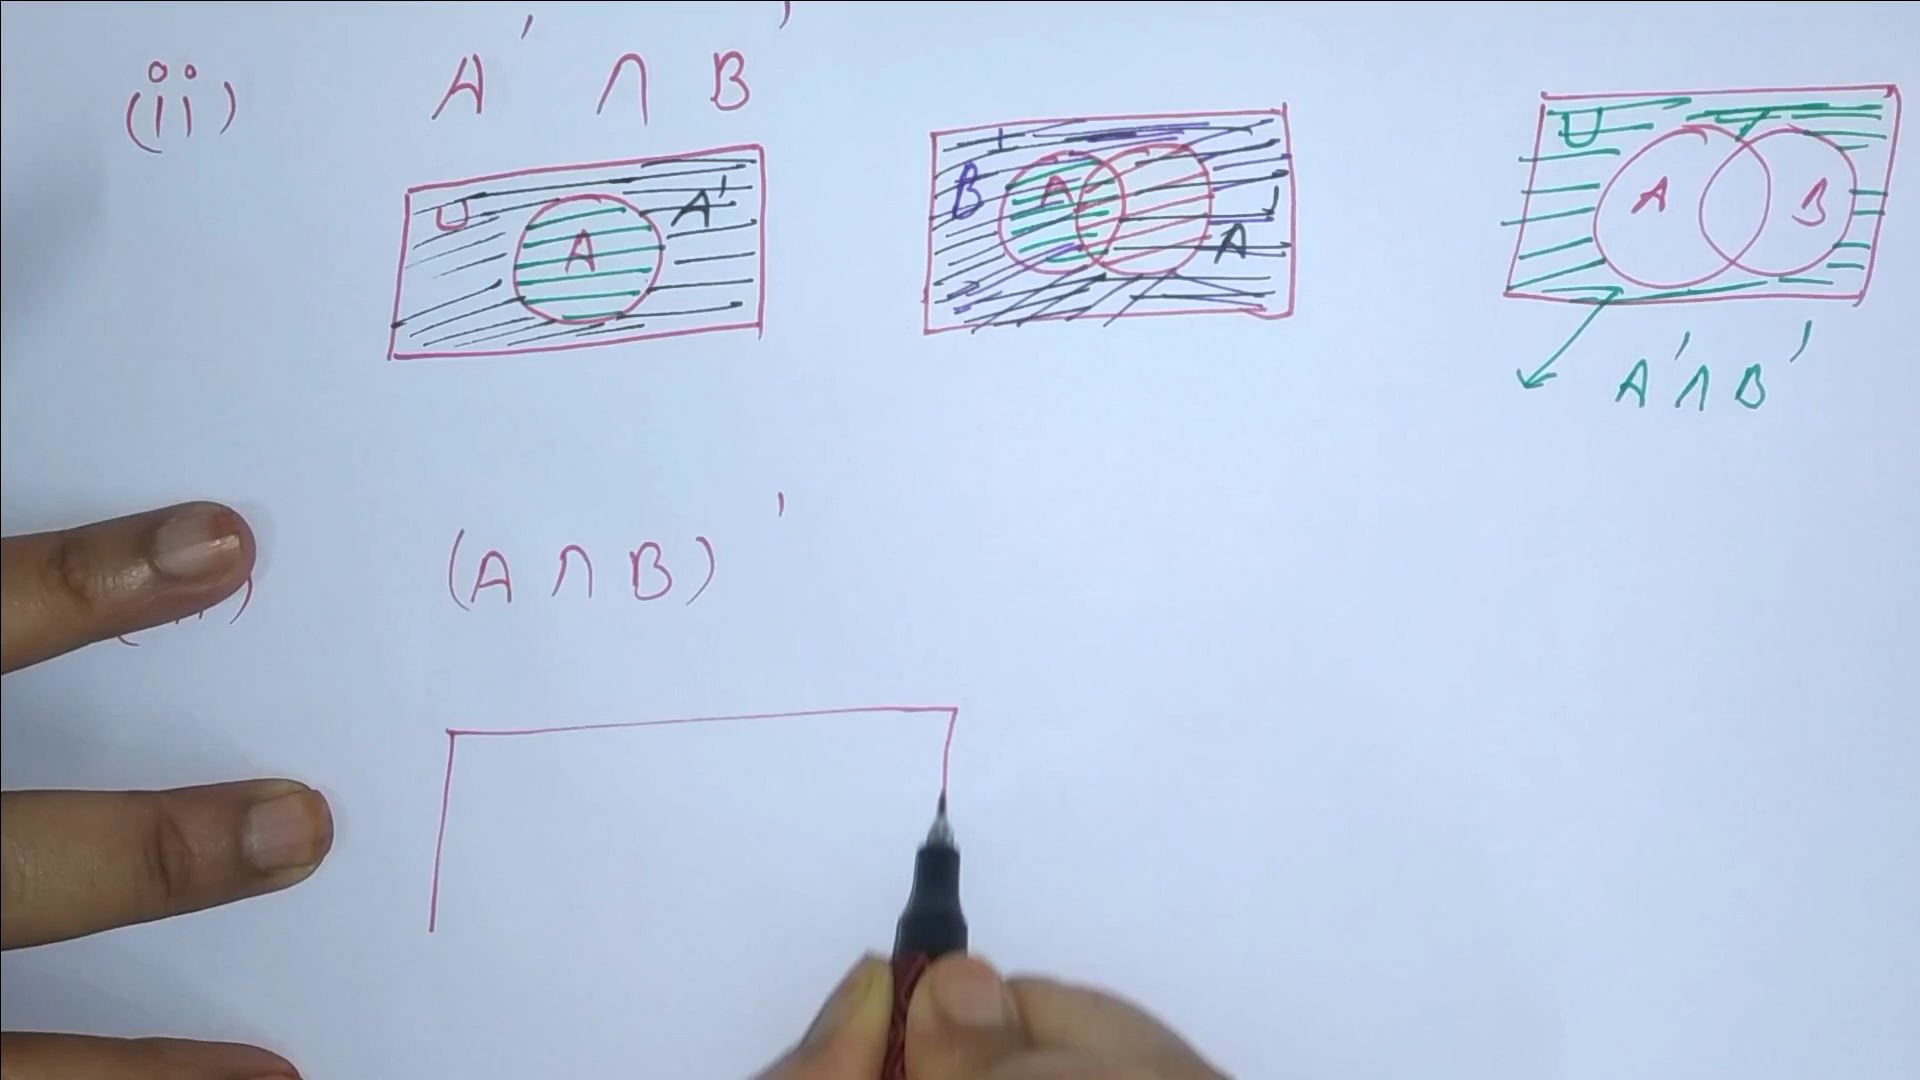 (ii) A' ∩ B'
U A A'
B A A
U A B
A' ∩ B'
(A ∩ B)'